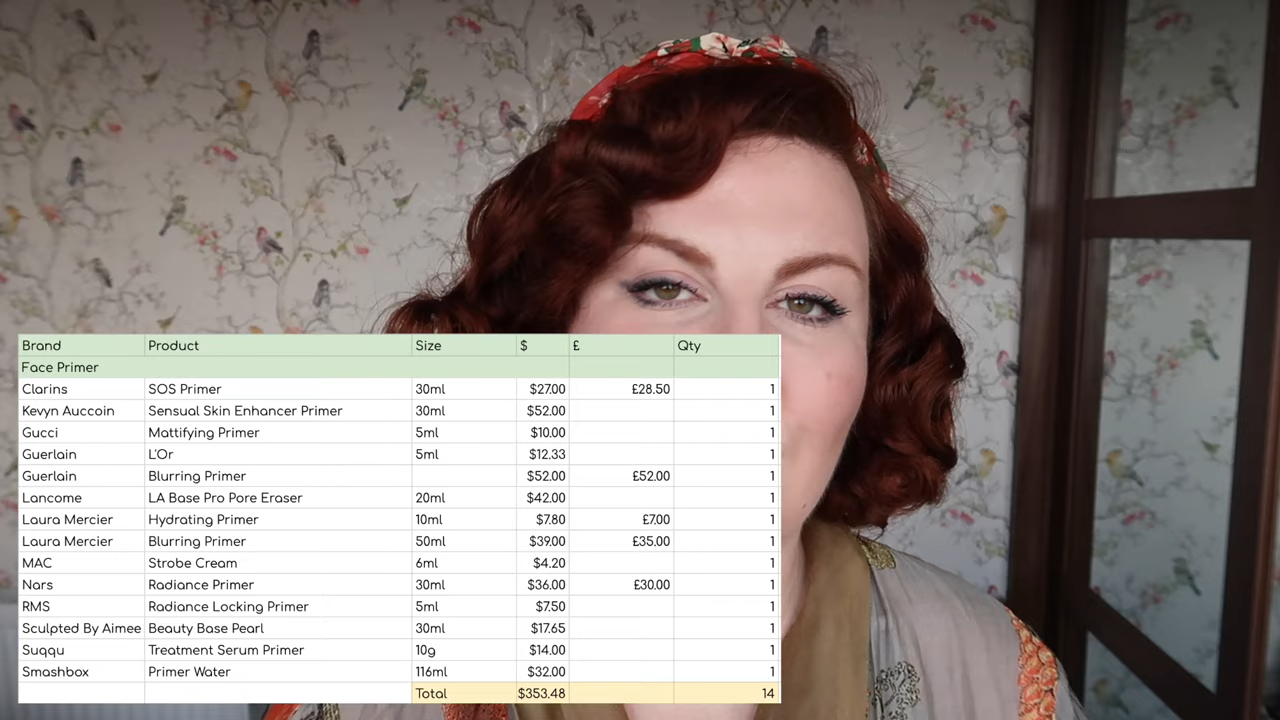 Brand Product Size $ £ Qty
Face Primer
Clarins SOS Primer 30ml $27.00 £28.50 1
Kevyn Auccoin Sensual Skin Enhancer Primer 30ml $52.00 1
Gucci Mattifying Primer 5ml $10.00 1
Guerlain L'Or 5ml $12.33 1
Guerlain Blurring Primer $52.00 £52.00 1
Lancome LA Base Pro Pore Eraser 20ml $42.00 1
Laura Mercier Hydrating Primer 10ml $7.80 £7.00 1
Laura Mercier Blurring Primer 50ml $39.00 £35.00 1
MAC Strobe Cream 6ml $4.20 1
Nars Radiance Primer 30ml $36.00 £30.00 1
RMS Radiance Locking Primer 5ml $7.50 1
Sculpted By Aimee Beauty Base Pearl 30ml $17.65 1
Suqqu Treatment Serum Primer 10g $14.00 1
Smashbox Primer Water 116ml $32.00 1
Total $353.48 14